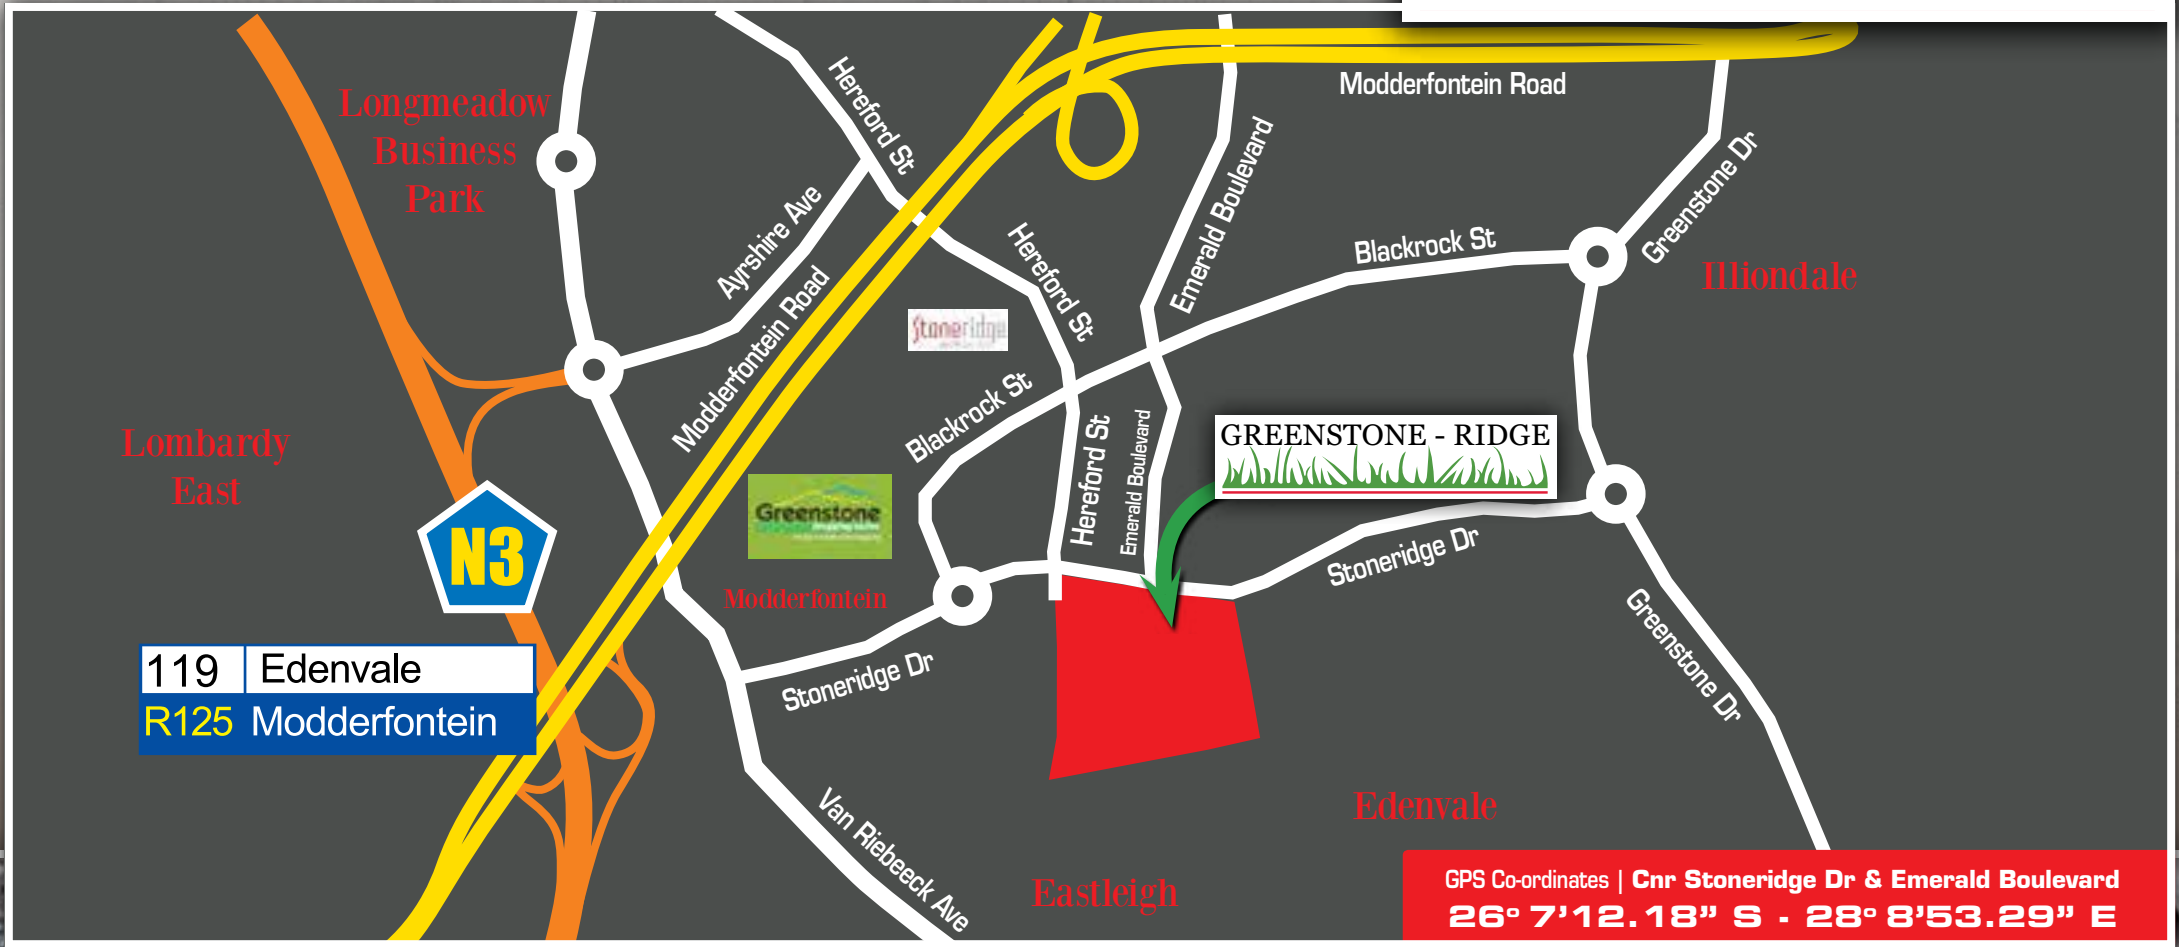 Longmeadow
Business
Park
Hereford St
Modderfontein Road
Emerald Boulevard
Greenstone Dr
Ayrshire Ave
Hereford St
Blackrock St
Illiondale
Modderfontein Road
Stoneridge
Blackrock St
Lombardy
East
Hereford St
Emerald Boulevard
GREENSTONE - RIDGE
Greenstone
N3
Stoneridge Dr
Modderfontein
Greenstone Dr
119 Edenvale
R125 Modderfontein
Stoneridge Dr
Van Riebeeck Ave
Edenvale
Eastleigh
GPS Co-ordinates | Cnr Stoneridge Dr & Emerald Boulevard
26º 7’12.18” S - 28º 8’53.29” E